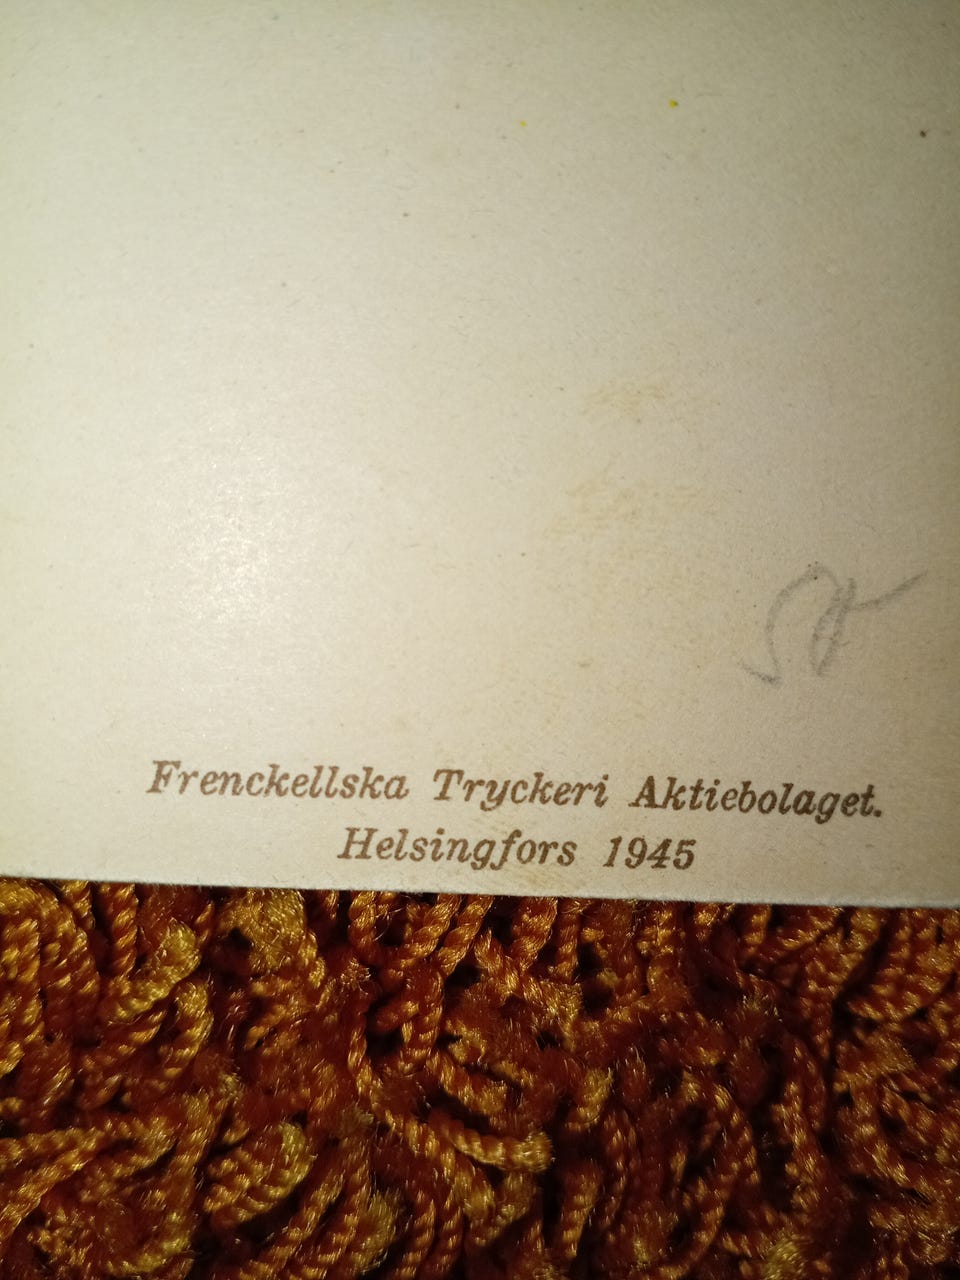 Frenckellska Tryckeri Aktiebolaget.
Helsingfors 1945